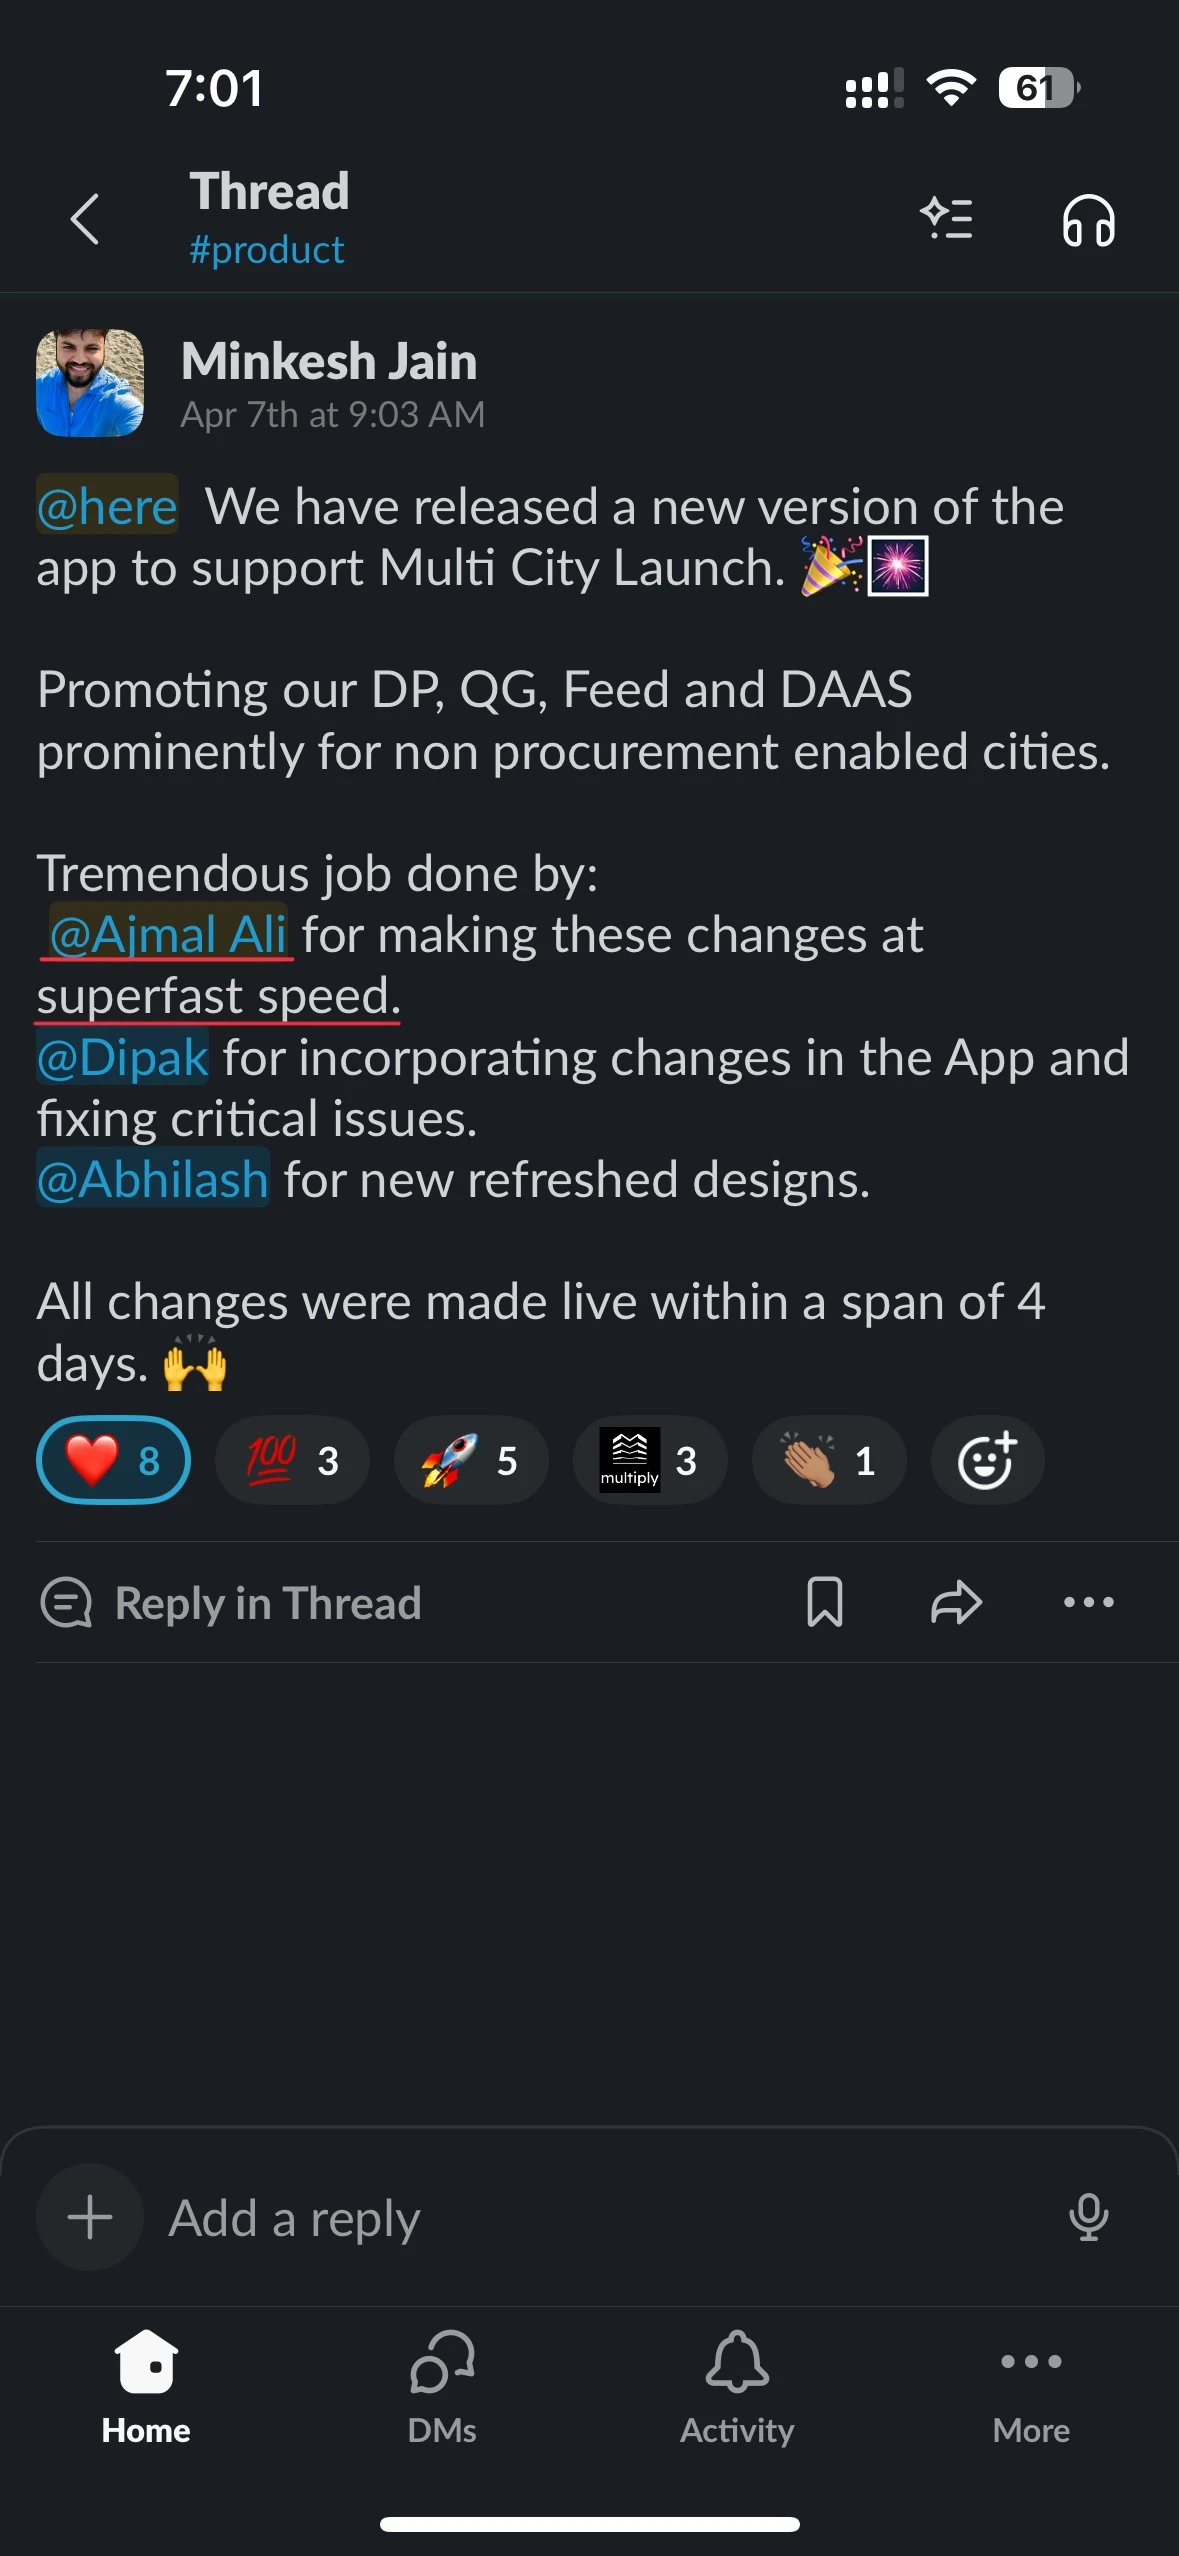 7:01
61
Thread
#product
Minkesh Jain
Apr 7th at 9:03 AM
@here We have released a new version of the
app to support Multi City Launch.
Promoting our DP, QG, Feed and DAAS
prominently for non procurement enabled cities.
Tremendous job done by:
@Ajmal Ali for making these changes at
superfast speed.
@Dipak for incorporating changes in the App and
fixing critical issues.
@Abhilash for new refreshed designs.
All changes were made live within a span of 4
days.
8 100 3 5 multiply 3 1
Reply in Thread
Add a reply
Home DMs Activity More